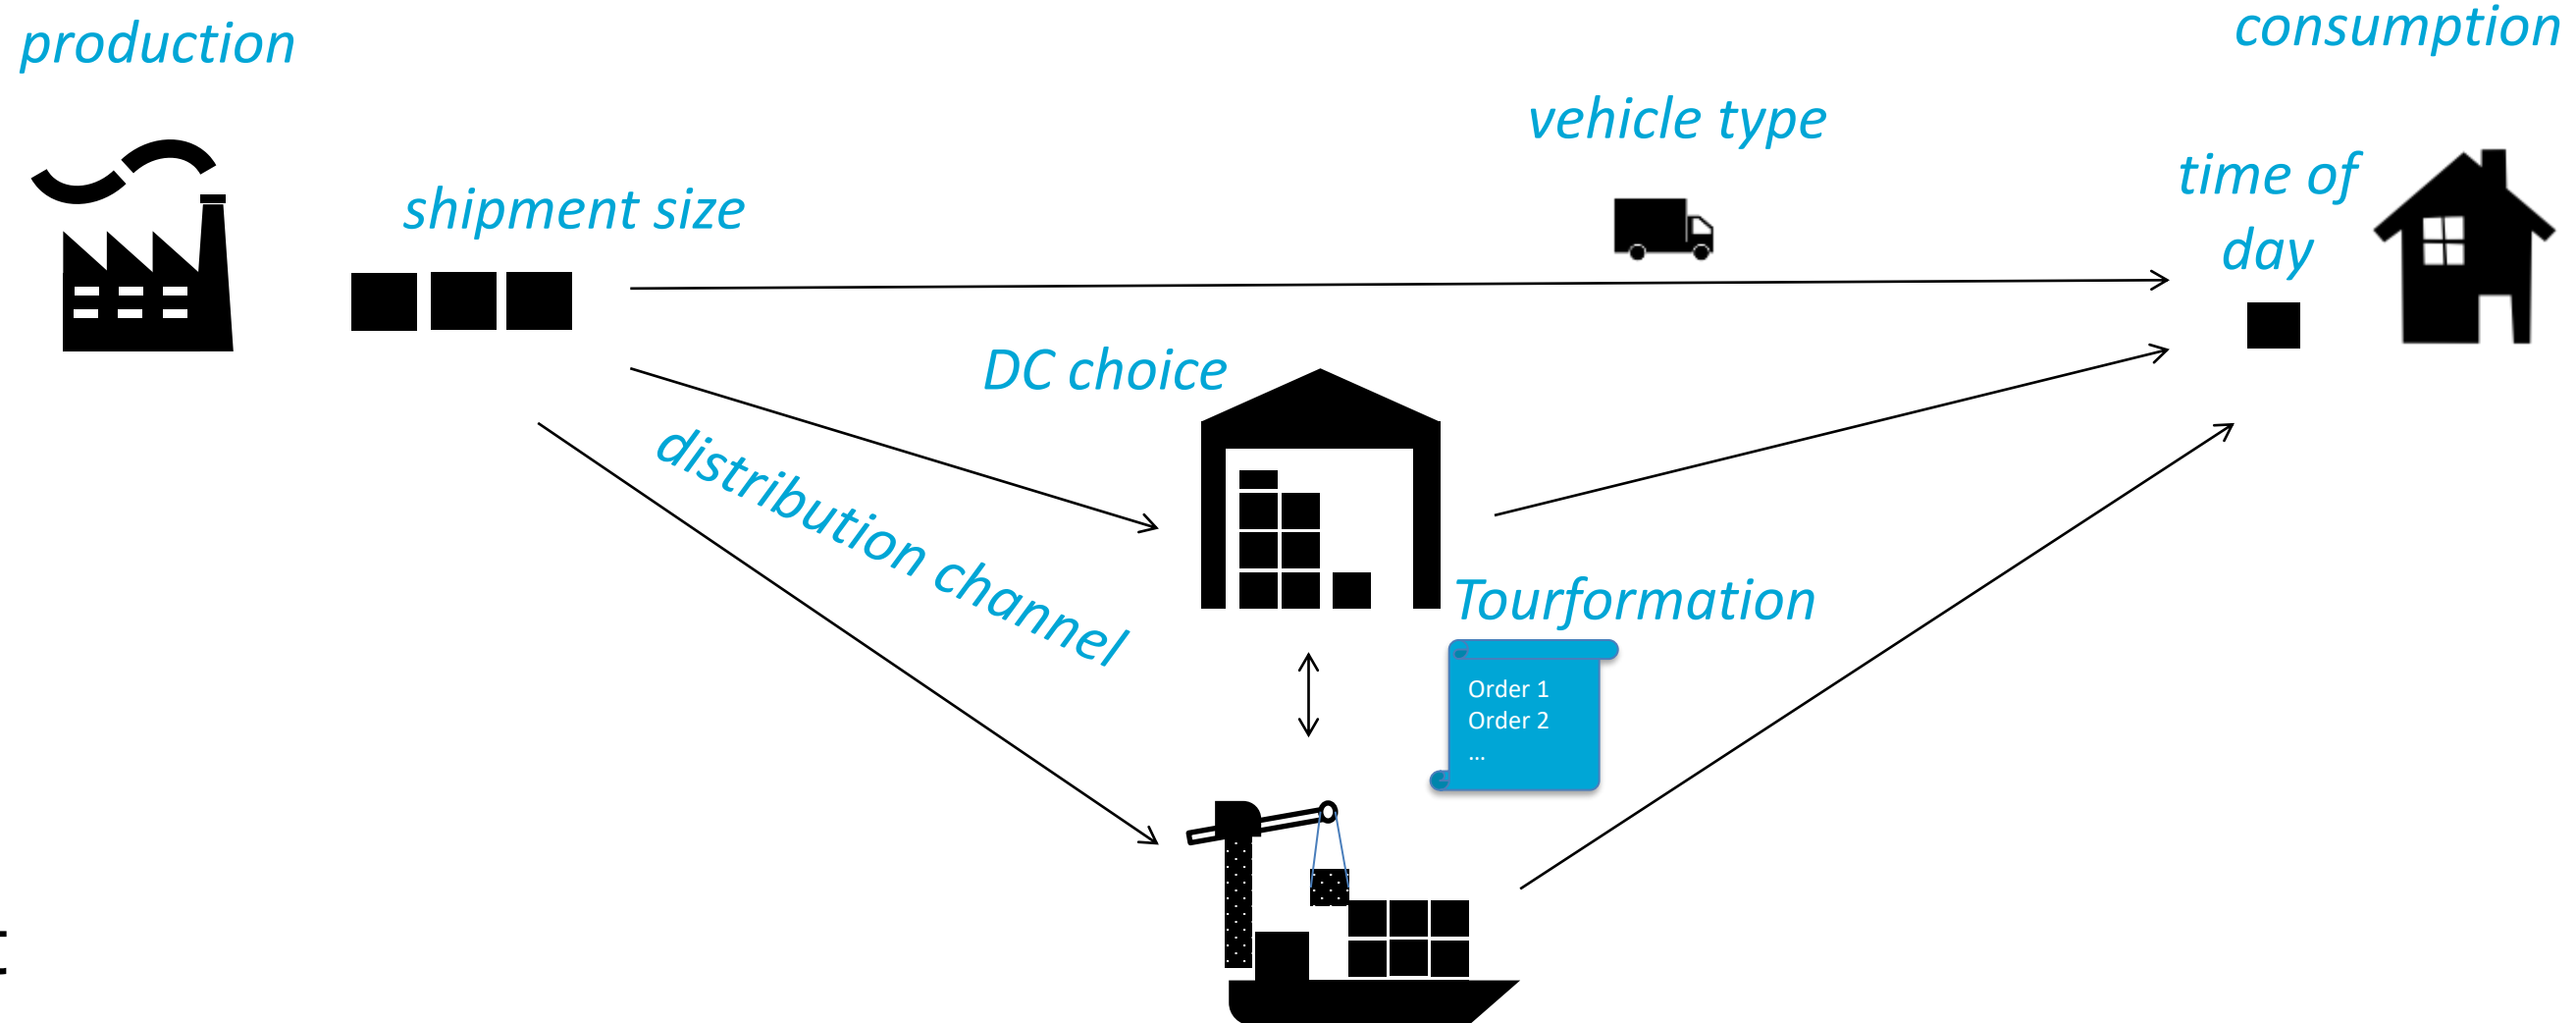 production
consumption
vehicle type
time of
day
shipment size
DC choice
distribution channel
Tourformation
Order 1
Order 2
...
t